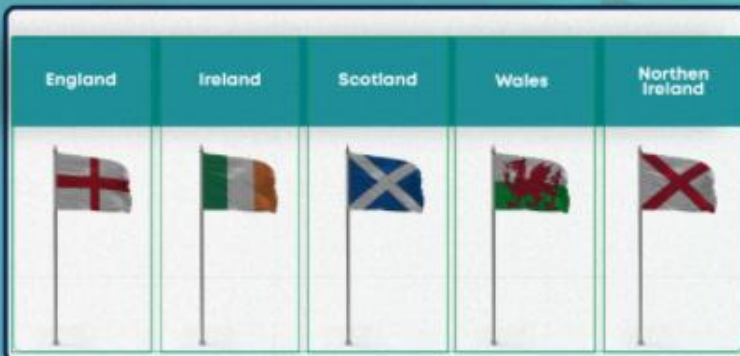 England
Ireland
Scotland
Wales
Northen
Ireland